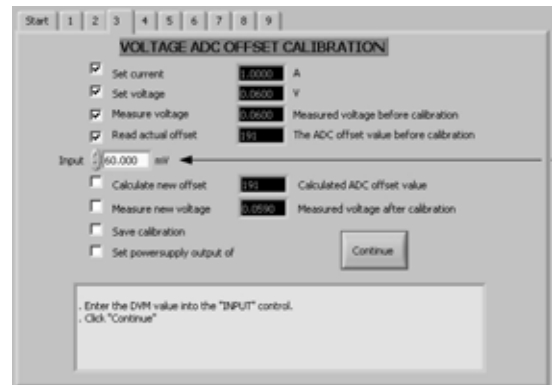 Start 1 2 3 4 5 6 7 8 9
VOLTAGE ADC OFFSET CALIBRATION
Set current 1.0000 A
Set voltage 0.0600 V
Measure voltage 0.0600 Measured voltage before calibration
Read actual offset 191 The ADC offset value before calibration
Input 60.000 mV
Calculate new offset 191 Calculated ADC offset value
Measure new voltage 0.0590 Measured voltage after calibration
Save calibration
Set powersupply output of
Continue
. Enter the DVM value into the "INPUT" control.
. Click "Continue"